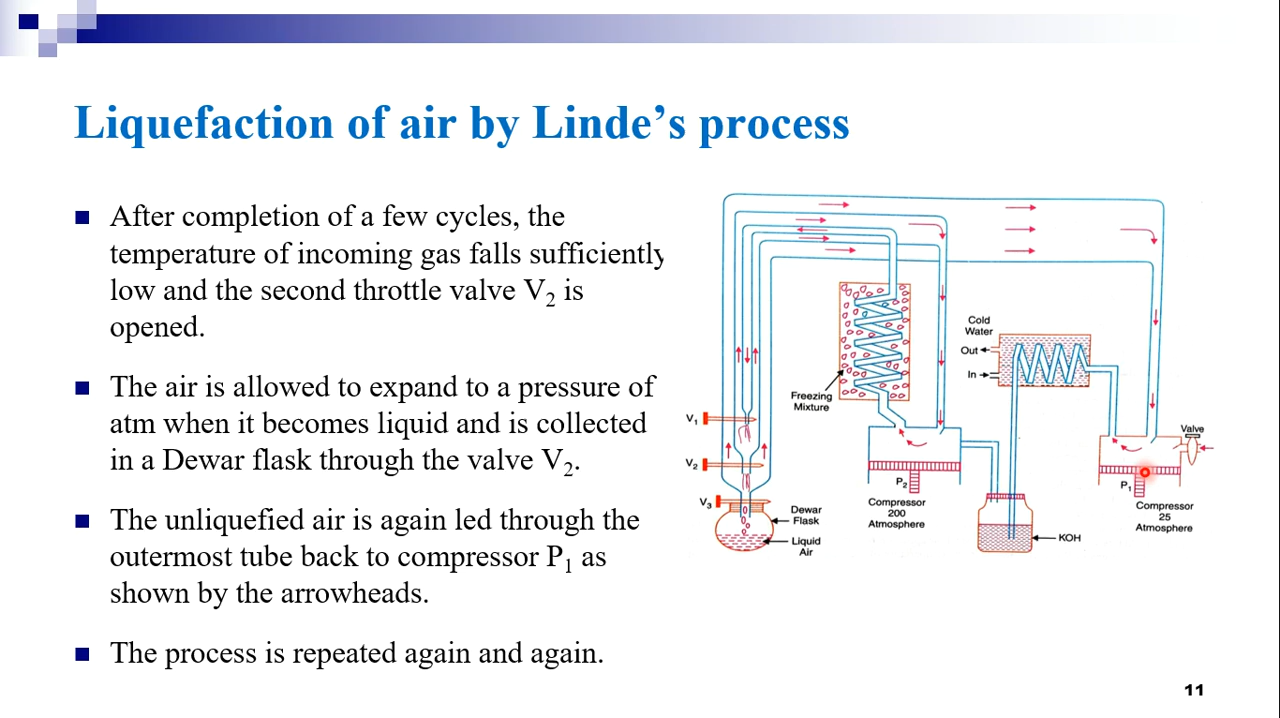 Liquefaction of air by Linde’s process
After completion of a few cycles, the
temperature of incoming gas falls sufficiently
low and the second throttle valve V2 is
opened.
The air is allowed to expand to a pressure of
atm when it becomes liquid and is collected
in a Dewar flask through the valve V2.
The unliquefied air is again led through the
outermost tube back to compressor P1 as
shown by the arrowheads.
The process is repeated again and again.
Cold
Water
Out
In
Freezing
Mixture
V1
V2
V3
Dewar
Flask
Liquid
Air
P2
Compressor
200
Atmosphere
KOH
Valve
P1
Compressor
25
Atmosphere
11